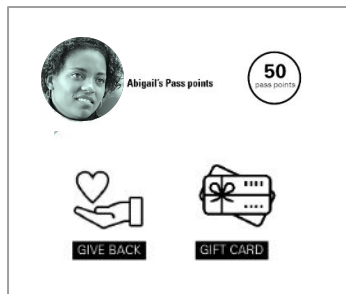 Abigail's Pass points
50
pass points
GIVE BACK
GIFT CARD